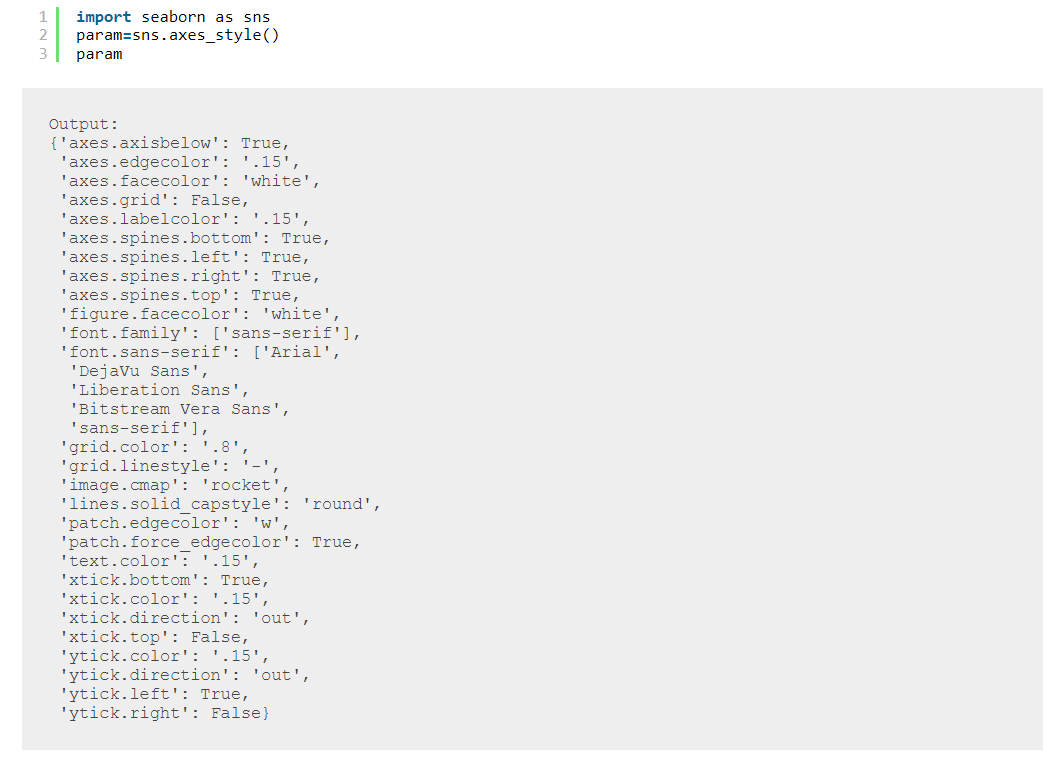 1 import seaborn as sns
2 param=sns.axes_style()
3 param
Output:
{'axes.axisbelow': True,
 'axes.edgecolor': '.15',
 'axes.facecolor': 'white',
 'axes.grid': False,
 'axes.labelcolor': '.15',
 'axes.spines.bottom': True,
 'axes.spines.left': True,
 'axes.spines.right': True,
 'axes.spines.top': True,
 'figure.facecolor': 'white',
 'font.family': ['sans-serif'],
 'font.sans-serif': ['Arial',
  'DejaVu Sans',
  'Liberation Sans',
  'Bitstream Vera Sans',
  'sans-serif'],
 'grid.color': '.8',
 'grid.linestyle': '-',
 'image.cmap': 'rocket',
 'lines.solid_capstyle': 'round',
 'patch.edgecolor': 'w',
 'patch.force_edgecolor': True,
 'text.color': '.15',
 'xtick.bottom': True,
 'xtick.color': '.15',
 'xtick.direction': 'out',
 'xtick.top': False,
 'ytick.color': '.15',
 'ytick.direction': 'out',
 'ytick.left': True,
 'ytick.right': False}